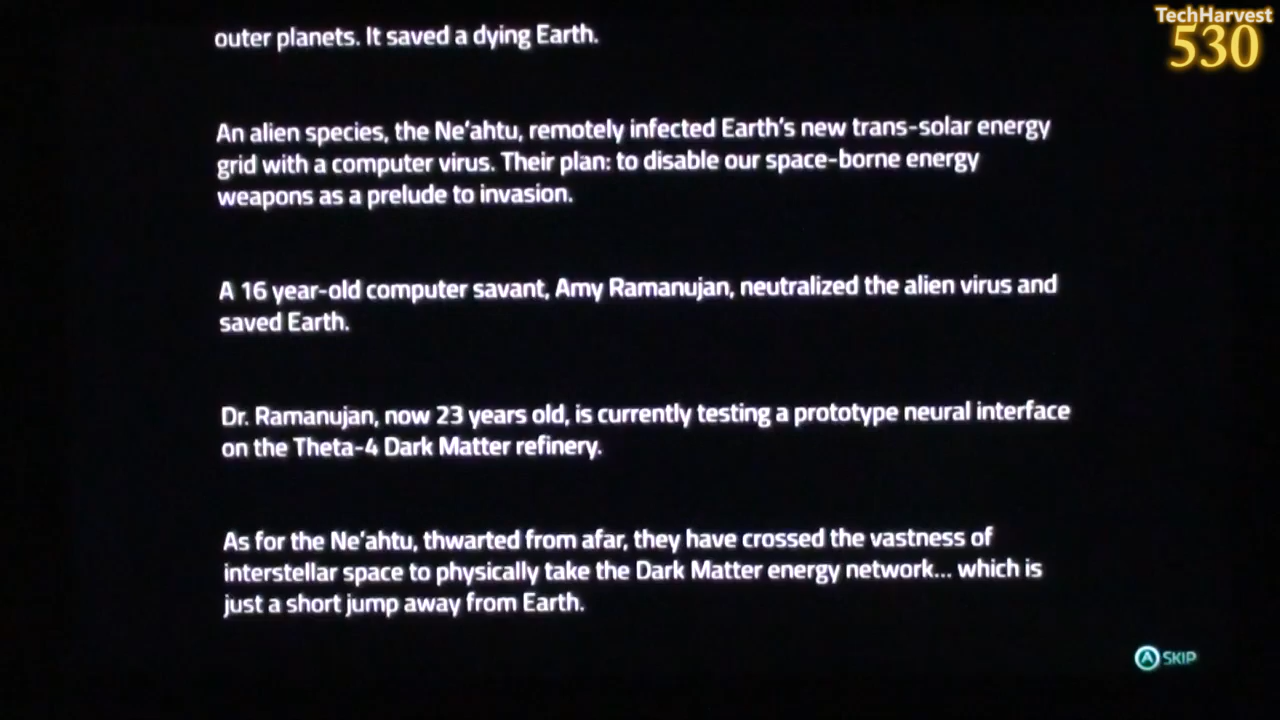 TechHarvest
530
outer planets. It saved a dying Earth.
An alien species, the Ne'ahtu, remotely infected Earth's new trans-solar energy
grid with a computer virus. Their plan: to disable our space-borne energy
weapons as a prelude to invasion.
A 16 year-old computer savant, Amy Ramanujan, neutralized the alien virus and
saved Earth.
Dr. Ramanujan, now 23 years old, is currently testing a prototype neural interface
on the Theta-4 Dark Matter refinery.
As for the Ne'ahtu, thwarted from afar, they have crossed the vastness of
interstellar space to physically take the Dark Matter energy network... which is
just a short jump away from Earth.
A SKIP